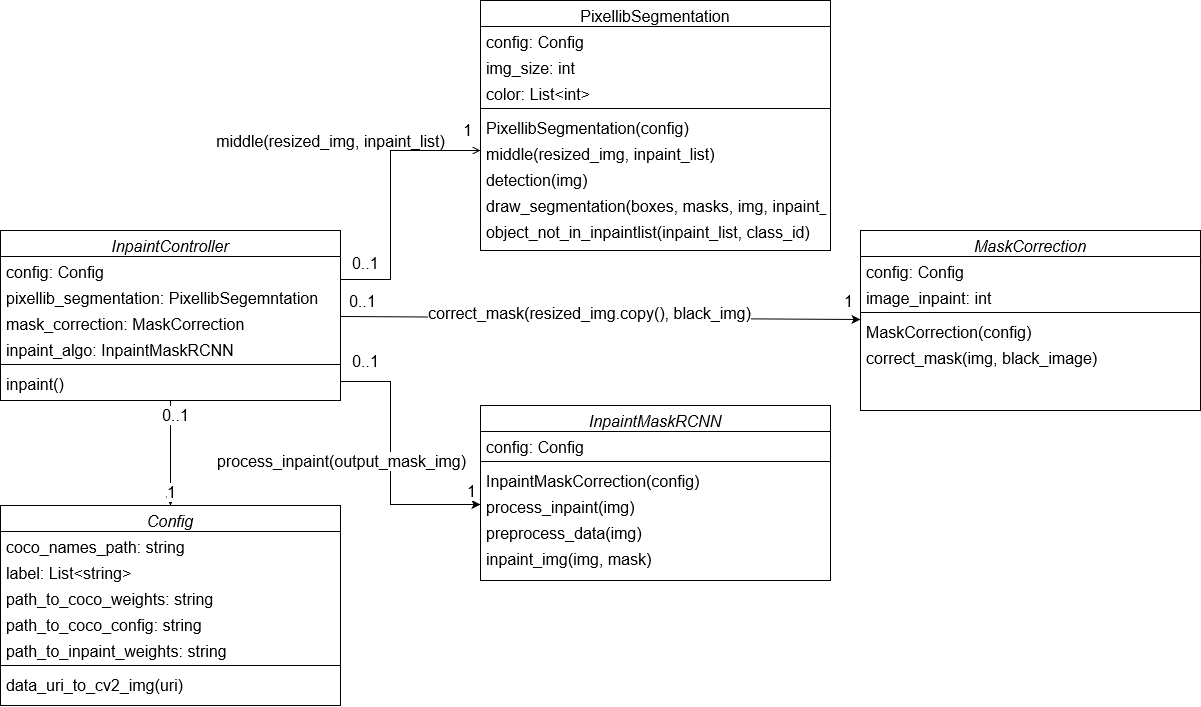 PixellibSegmentation
config: Config
img_size: int
color: List<int>
PixellibSegmentation(config)
middle(resized_img, inpaint_list)
detection(img)
draw_segmentation(boxes, masks, img, inpaint_
object_not_in_inpaintlist(inpaint_list, class_id)
middle(resized_img, inpaint_list)
1
0..1
InpaintController
config: Config
pixellib_segmentation: PixellibSegemntation
mask_correction: MaskCorrection
inpaint_algo: InpaintMaskRCNN
inpaint()
0..1
correct_mask(resized_img.copy(), black_img)
1
MaskCorrection
config: Config
image_inpaint: int
MaskCorrection(config)
correct_mask(img, black_image)
0..1
process_inpaint(output_mask_img)
1
InpaintMaskRCNN
config: Config
InpaintMaskCorrection(config)
process_inpaint(img)
preprocess_data(img)
inpaint_img(img, mask)
0..1
1
Config
coco_names_path: string
label: List<string>
path_to_coco_weights: string
path_to_coco_config: string
path_to_inpaint_weights: string
data_uri_to_cv2_img(uri)